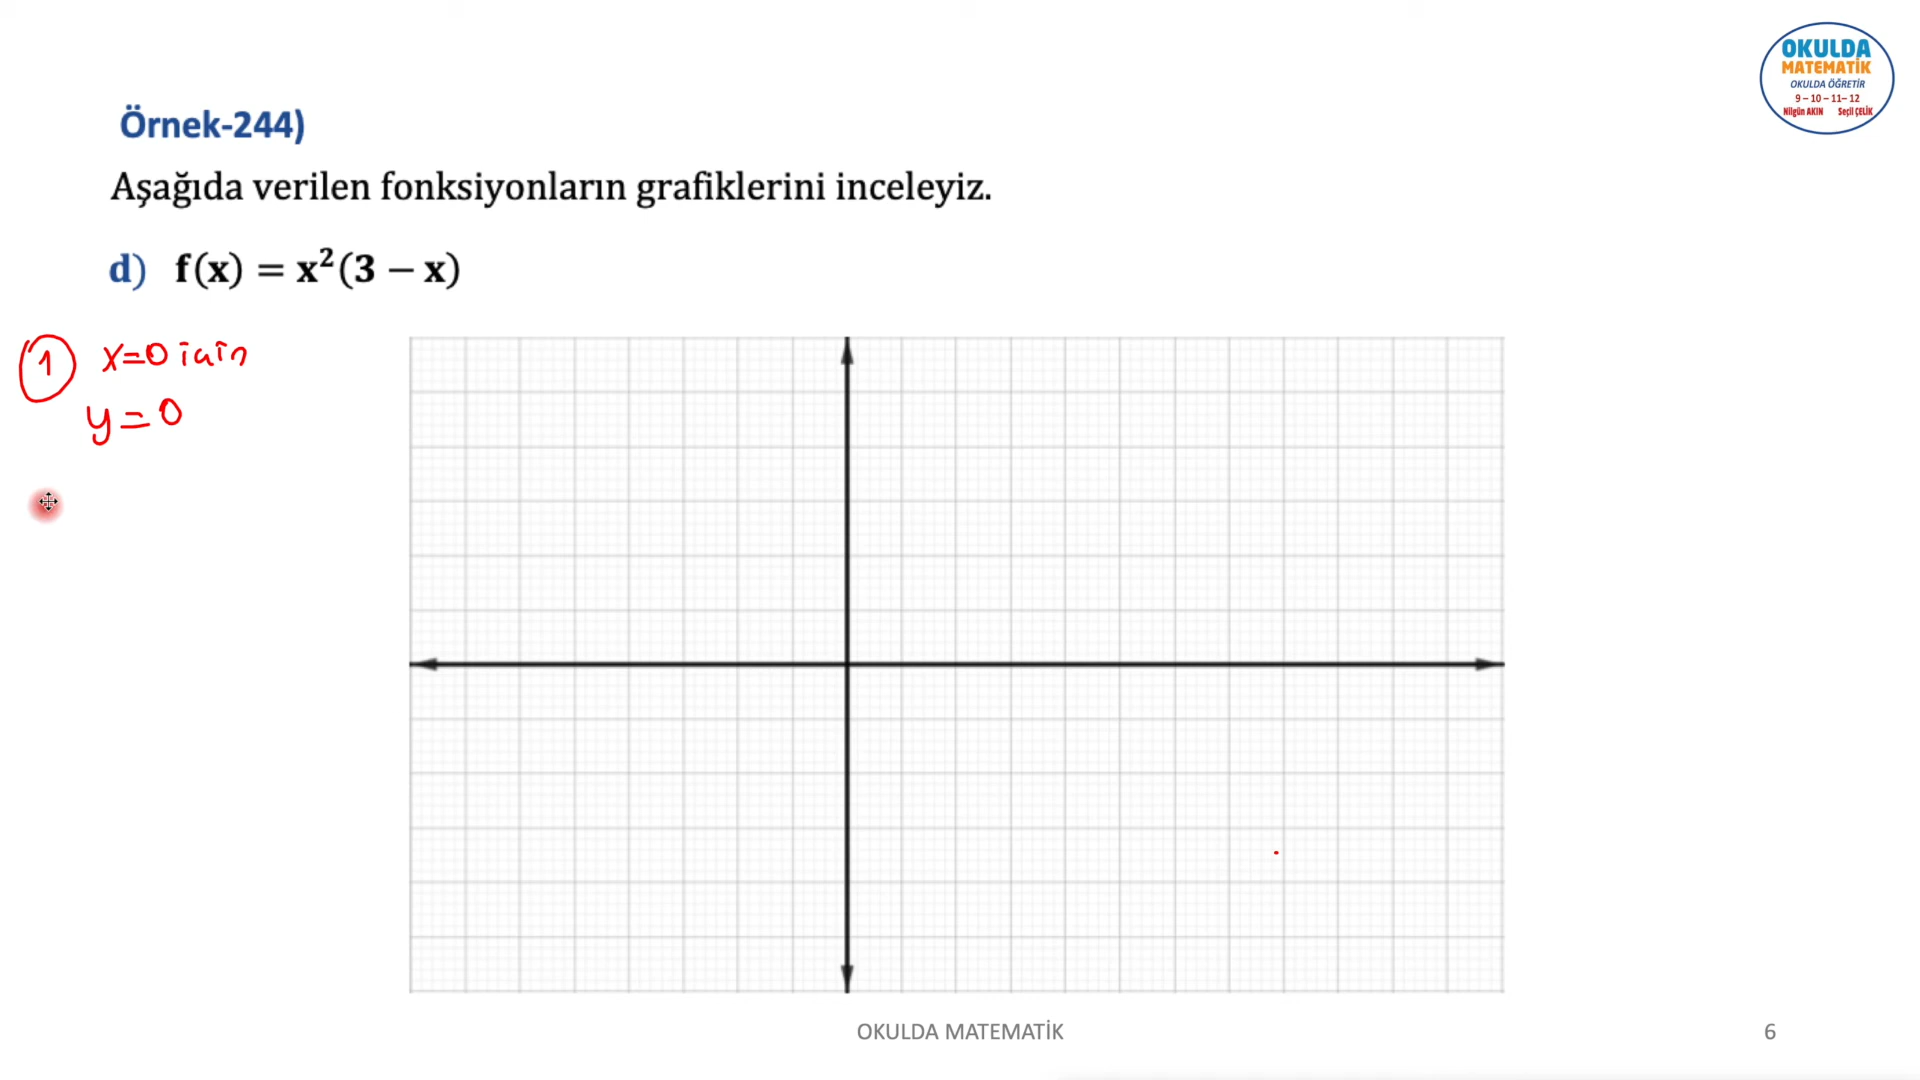 OKULDA
MATEMATİK
OKULDA ÖĞRETİR
9 – 10 – 11– 12
Nilgün AKIN Seçil ÇELİK
Örnek-244)
Aşağıda verilen fonksiyonların grafiklerini inceleyiz.
d) f(x) = x²(3 − x)
1 x=0 için
y=0
OKULDA MATEMATİK
6